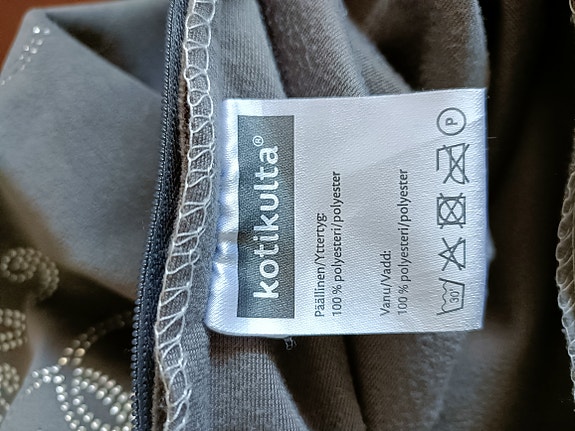 kotikulta®
Päällinen/Yttertyg:
100 % polyesteri/polyester
Vanu/Vadd:
100 % polyesteri/polyester
30° P